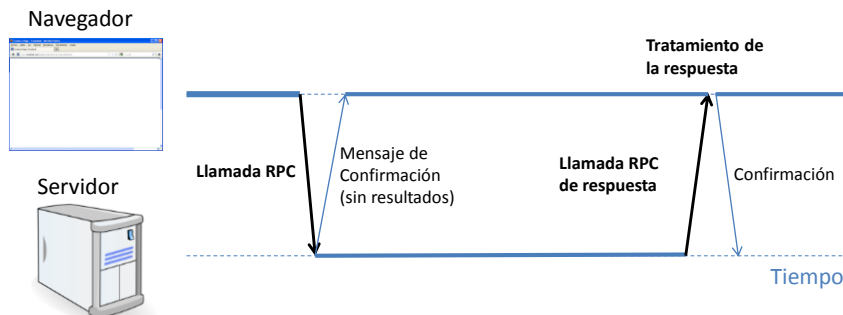 Navegador
Tratamiento de
la respuesta
Llamada RPC
Mensaje de
Confirmación
(sin resultados)
Llamada RPC
de respuesta
Confirmación
Servidor
Tiempo